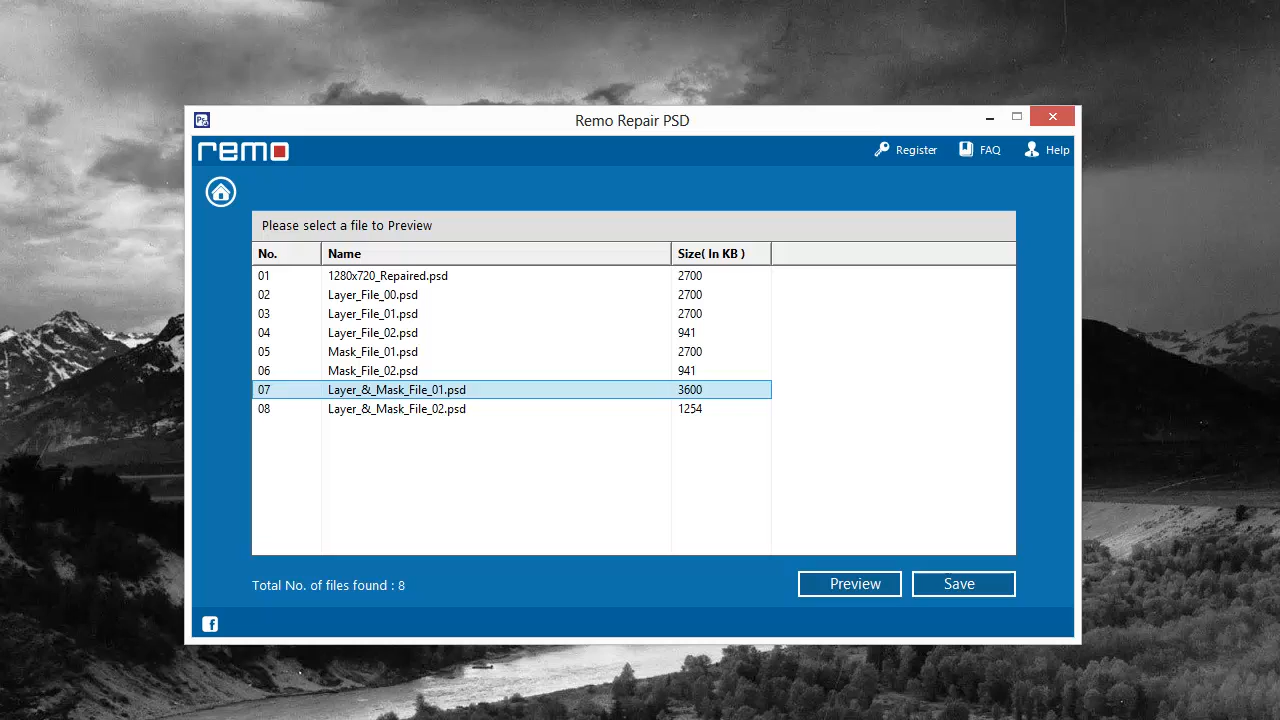 Remo Repair PSD
remo
Register FAQ Help
Please select a file to Preview
No. Name Size( In KB )
01 1280x720_Repaired.psd 2700
02 Layer_File_00.psd 2700
03 Layer_File_01.psd 2700
04 Layer_File_02.psd 941
05 Mask_File_01.psd 2700
06 Mask_File_02.psd 941
07 Layer_&_Mask_File_01.psd 3600
08 Layer_&_Mask_File_02.psd 1254
Total No. of files found : 8
Preview Save
f